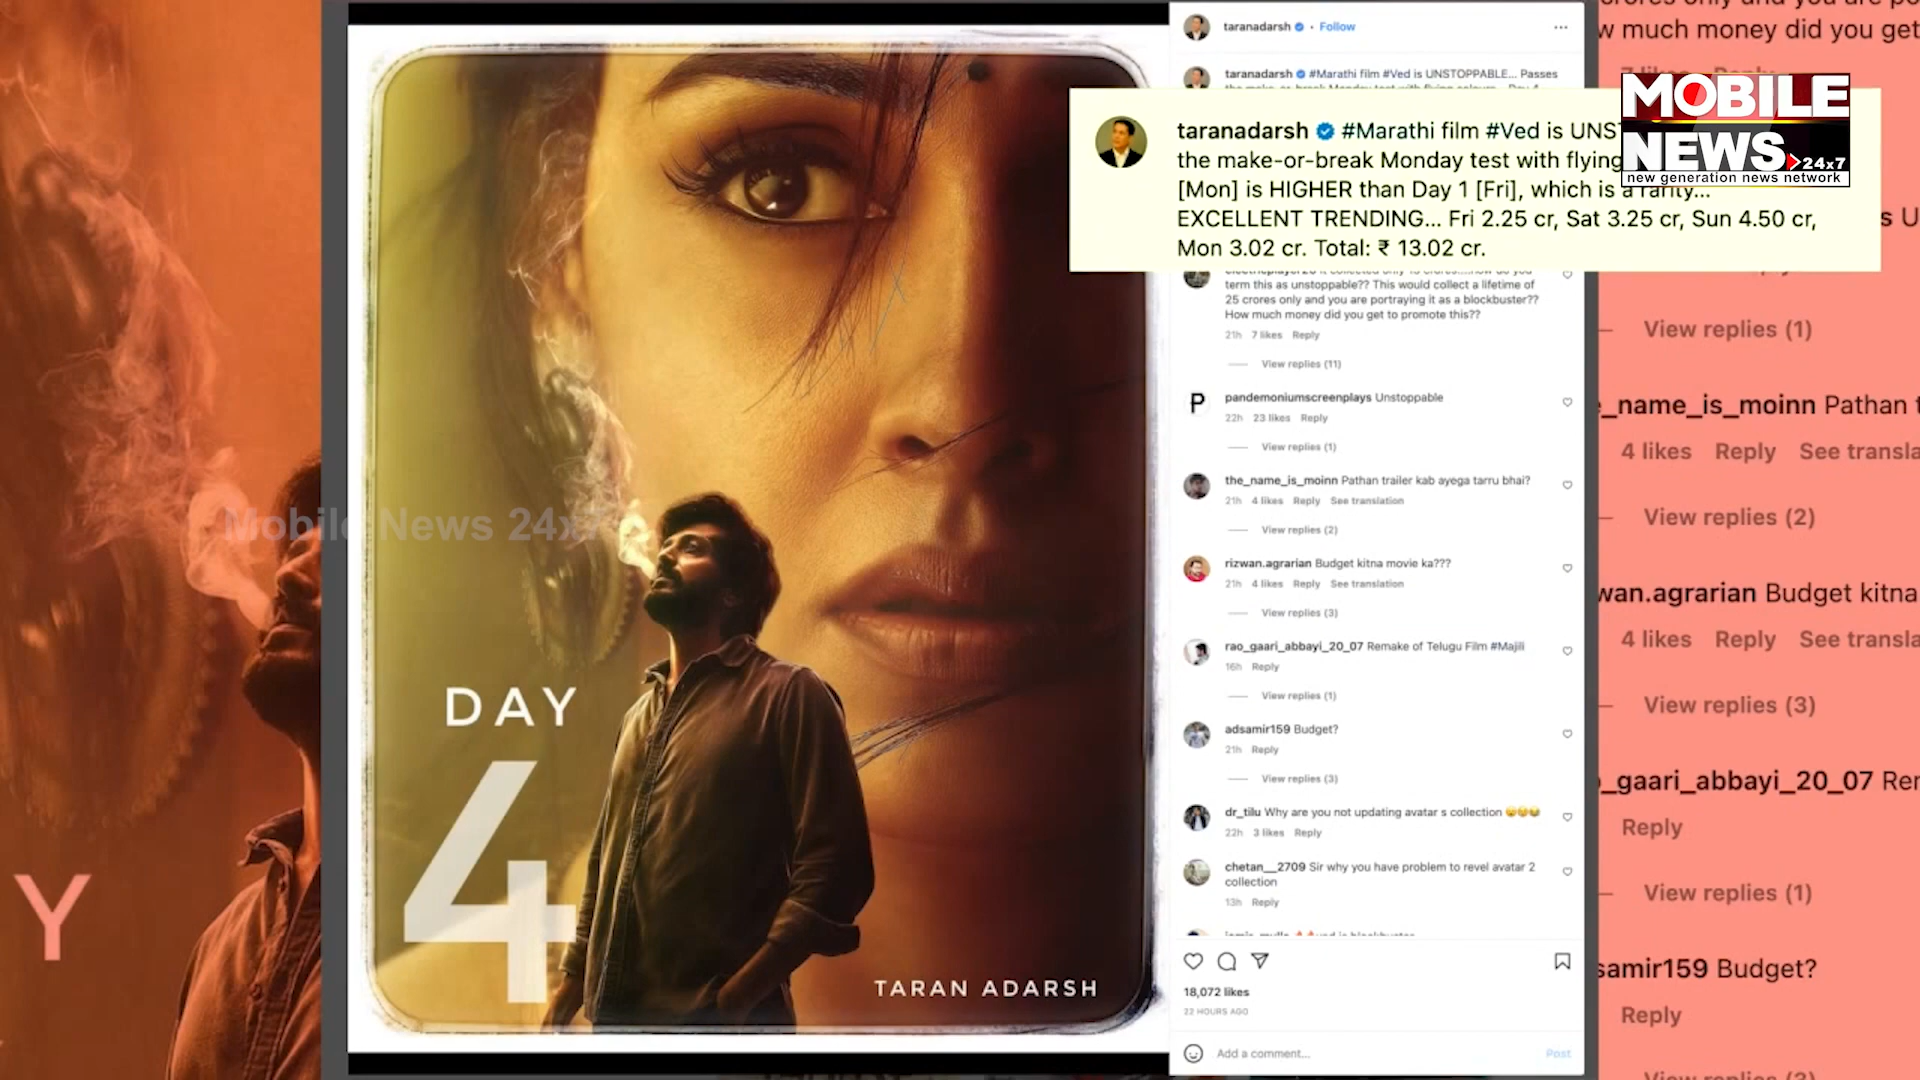 taranadarsh • Follow
taranadarsh #Marathi film #Ved is UNSTOPPABLE... Passes
taranadarsh #Marathi film #Ved is UNS
the make-or-break Monday test with flying
[Mon] is HIGHER than Day 1 [Fri], which is a rarity...
EXCELLENT TRENDING... Fri 2.25 cr, Sat 3.25 cr, Sun 4.50 cr,
Mon 3.02 cr. Total: ₹ 13.02 cr.
MOBILE
NEWS 24x7
new generation news network
term this as unstoppable?? This would collect a lifetime of
25 crores only and you are portraying it as a blockbuster??
How much money did you get to promote this??
21h 7 likes Reply
View replies (11)
pandemoniumscreenplays Unstoppable
22h 23 likes Reply
View replies (1)
the_name_is_moinn Pathan trailer kab ayega tarru bhai?
21h 4 likes Reply See translation
View replies (2)
rizwan.agrarian Budget kitna movie ka???
21h 4 likes Reply See translation
View replies (3)
rao_gaari_abbayi_20_07 Remake of Telugu Film #Majili
16h Reply
View replies (1)
adsamir159 Budget?
21h Reply
View replies (3)
dr_tilu Why are you not updating avatar s collection 😪😪😂
22h 3 likes Reply
chetan__2709 Sir why you have problem to revel avatar 2
collection
13h Reply
18,072 likes
22 HOURS AGO
Add a comment... Post
Mobile News 24x7
DAY
4
TARAN ADARSH
Y
w much money did you get
View replies (1)
_name_is_moinn Pathan t
4 likes Reply See transla
View replies (2)
wan.agrarian Budget kitna
4 likes Reply See transla
View replies (3)
_gaari_abbayi_20_07 Rer
Reply
View replies (1)
samir159 Budget?
Reply